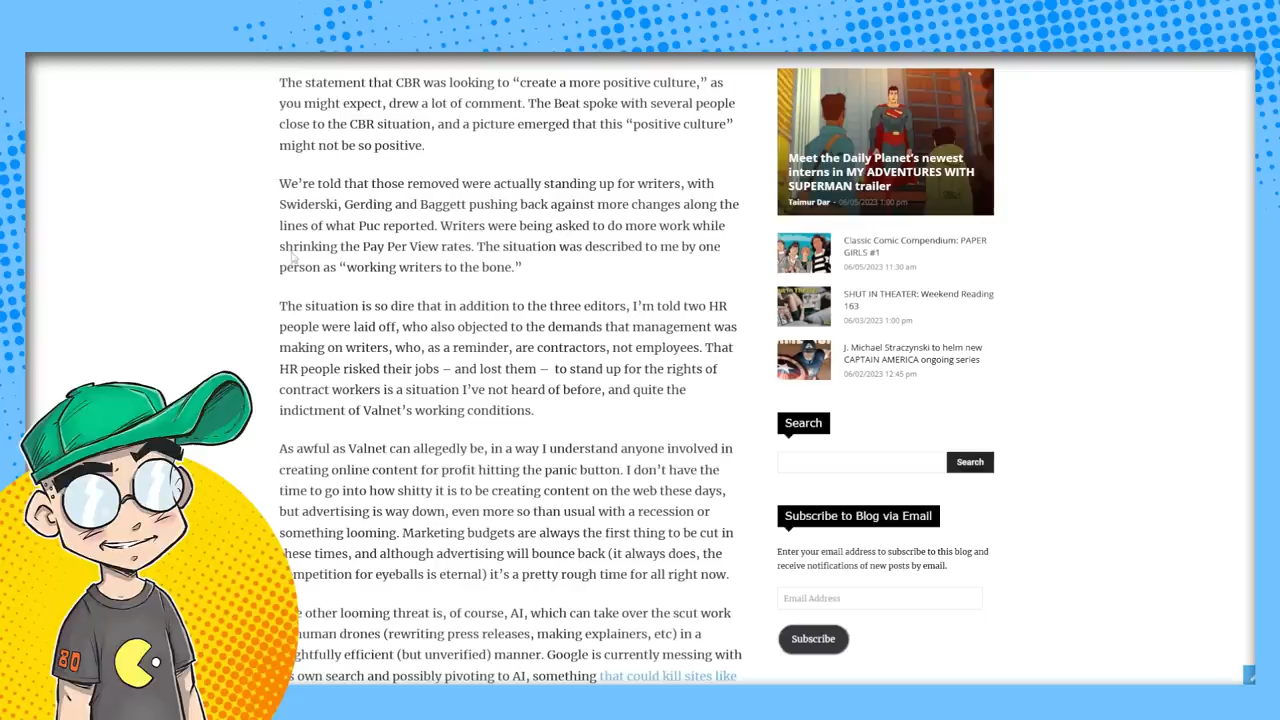 The statement that CBR was looking to “create a more positive culture,” as
you might expect, drew a lot of comment. The Beat spoke with several people
close to the CBR situation, and a picture emerged that this “positive culture”
might not be so positive.
We’re told that those removed were actually standing up for writers, with
Swiderski, Gerding and Baggett pushing back against more changes along the
lines of what Puc reported. Writers were being asked to do more work while
shrinking the Pay Per View rates. The situation was described to me by one
person as “working writers to the bone.”
The situation is so dire that in addition to the three editors, I’m told two HR
people were laid off, who also objected to the demands that management was
making on writers, who, as a reminder, are contractors, not employees. That
HR people risked their jobs – and lost them – to stand up for the rights of
contract workers is a situation I’ve not heard of before, and quite the
indictment of Valnet’s working conditions.
As awful as Valnet can allegedly be, in a way I understand anyone involved in
creating online content for profit hitting the panic button. I don’t have the
time to go into how shitty it is to be creating content on the web these days,
but advertising is way down, even more so than usual with a recession or
something looming. Marketing budgets are always the first thing to be cut in
hese times, and although advertising will bounce back (it always does, the
mpetition for eyeballs is eternal) it’s a pretty rough time for all right now.
e other looming threat is, of course, AI, which can take over the scut work
human drones (rewriting press releases, making explainers, etc) in a
ghtfully efficient (but unverified) manner. Google is currently messing with
s own search and possibly pivoting to AI, something that could kill sites like
Meet the Daily Planet’s newest
interns in MY ADVENTURES WITH
SUPERMAN trailer
Taimur Dar - 06/05/2023 1:00 pm
Classic Comic Compendium: PAPER
GIRLS #1
06/05/2023 11:30 am
SHUT IN THEATER: Weekend Reading
163
06/03/2023 1:00 pm
J. Michael Straczynski to helm new
CAPTAIN AMERICA ongoing series
06/02/2023 12:45 pm
Search
Search
Subscribe to Blog via Email
Enter your email address to subscribe to this blog and
receive notifications of new posts by email.
Email Address
Subscribe
80